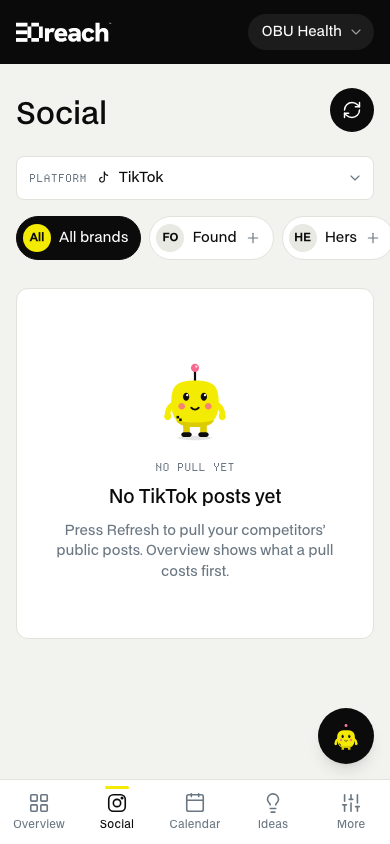 reach
OBU Health
Social
PLATFORM TikTok
All All brands FO Found HE Hers
NO PULL YET
No TikTok posts yet
Press Refresh to pull your competitors'
public posts. Overview shows what a pull
costs first.
Overview Social Calendar Ideas More